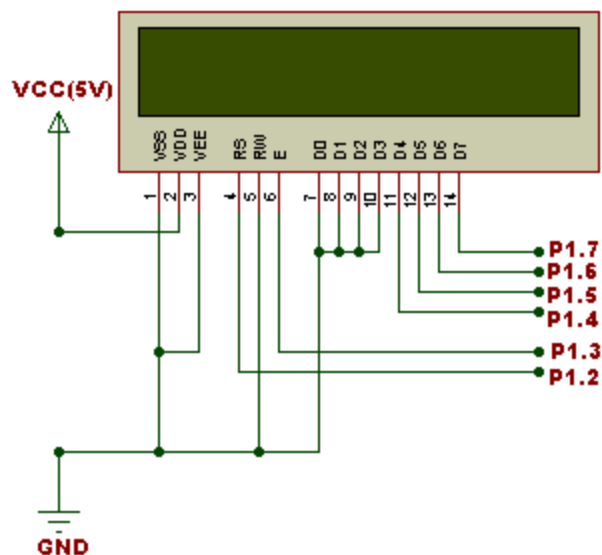 VCC(5V)
VSS VDD VEE RS RW E D0 D1 D2 D3 D4 D5 D6 D7
1 2 3 4 5 6 7 8 9 10 11 12 13 14
P1.7
P1.6
P1.5
P1.4
P1.3
P1.2
GND